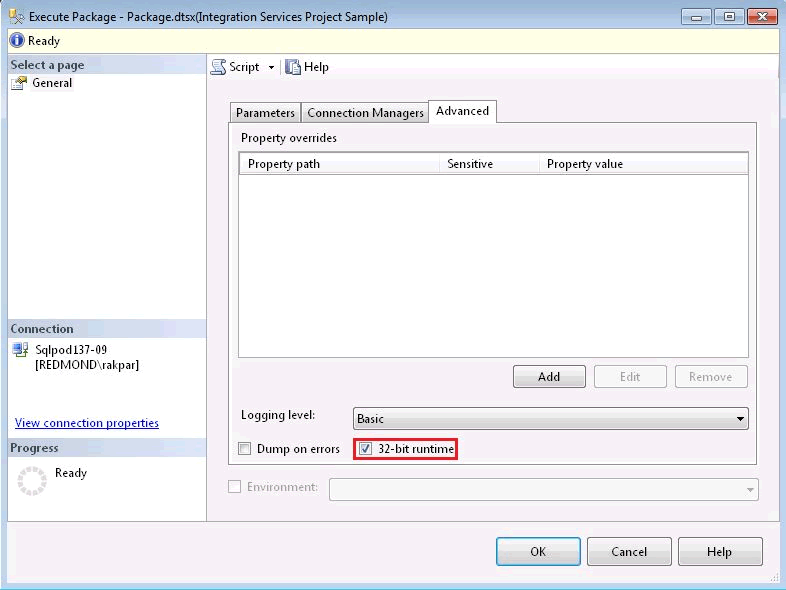 Execute Package - Package.dtsx(Integration Services Project Sample)
Ready
Select a page
General
Script
Help
Parameters
Connection Managers
Advanced
Property overrides
Property path
Sensitive
Property value
Add
Edit
Remove
Logging level:
Basic
Dump on errors
32-bit runtime
Environment:
Connection
Sqlpod137-09
[REDMOND\rakpar]
View connection properties
Progress
Ready
OK
Cancel
Help